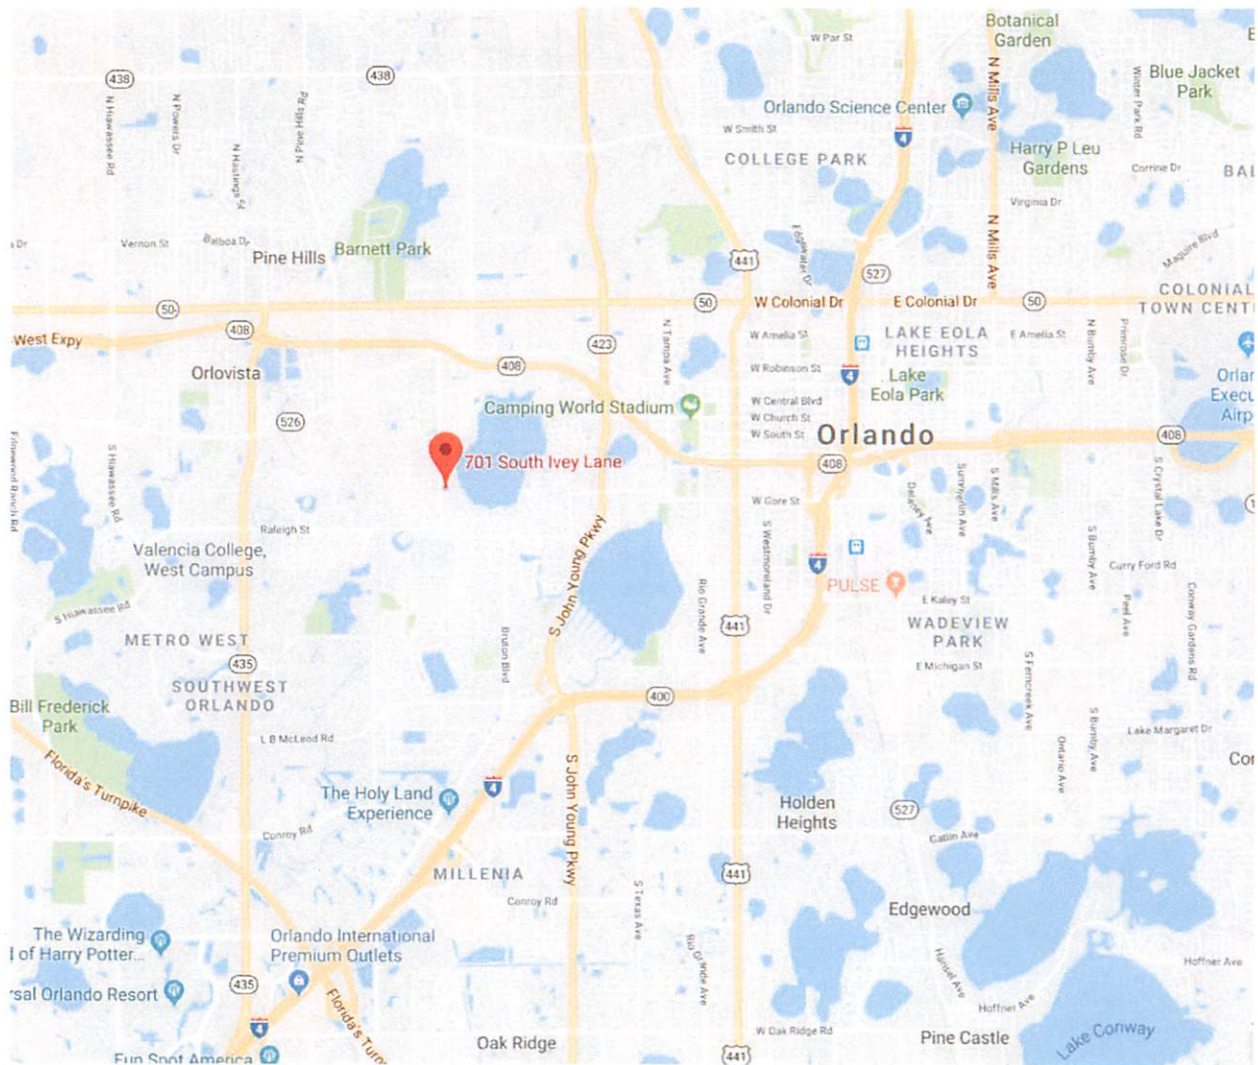 Botanical
Garden
W Par St
438
438
Blue Jacket
Park
N Hiawassee Rd
N Powers Dr
N Pine Hills Rd
N Hastings St
Orlando Science Center
N Mills Ave
Winter Park Rd
W Smith St
4
COLLEGE PARK
Harry P Leu
Gardens
Corrine Dr
BAL
Virginia Dr
Vernon St
Balboa Dr
Pine Hills
Barnett Park
Edgewater Dr
441
527
N Mills Ave
Maguire Blvd
50
50
W Colonial Dr
E Colonial Dr
50
COLONIAL
TOWN CENT
West Expy
408
423
N Tampa Ave
W Amelia St
LAKE EOLA
HEIGHTS
E Amelia St
N Bumby Ave
Primrose Dr
Orlovista
408
W Robinson St
4
Lake
Eola Park
Orlan
Execu
Airp
Camping World Stadium
W Central Blvd
W Church St
W South St
Orlando
526
408
408
701 South Ivey Lane
S Hiawassee Rd
W Gore St
Delaney Ave
Summerlin Ave
S Mills Ave
S Crystal Lake Dr
Raleigh St
Valencia College,
West Campus
S John Young Pkwy
S Westmoreland Dr
4
S Bumby Ave
Curry Ford Rd
PULSE
S Hiawassee Rd
Rio Grande Ave
E Kaley St
Peel Ave
Conway Gardens Rd
METRO WEST
441
WADEVIEW
PARK
435
Bruton Blvd
E Michigan St
S Ferncreek Ave
SOUTHWEST
ORLANDO
400
Bill Frederick
Park
L B McLeod Rd
S Bumby Ave
Lake Margaret Dr
Florida's Turnpike
S John Young Pkwy
Ontario Ave
Cor
The Holy Land
Experience
4
Holden
Heights
527
Conroy Rd
Gatlin Ave
MILLENIA
441
Conroy Rd
S Texas Ave
Edgewood
The Wizarding
d of Harry Potter...
Orlando International
Premium Outlets
Rio Grande Ave
Hansel Ave
Hoffner Ave
435
rsal Orlando Resort
Hoffner Ave
4
Florida's Turn
W Oak Ridge Rd
Oak Ridge
Pine Castle
Lake Conway
Fun Spot America
441